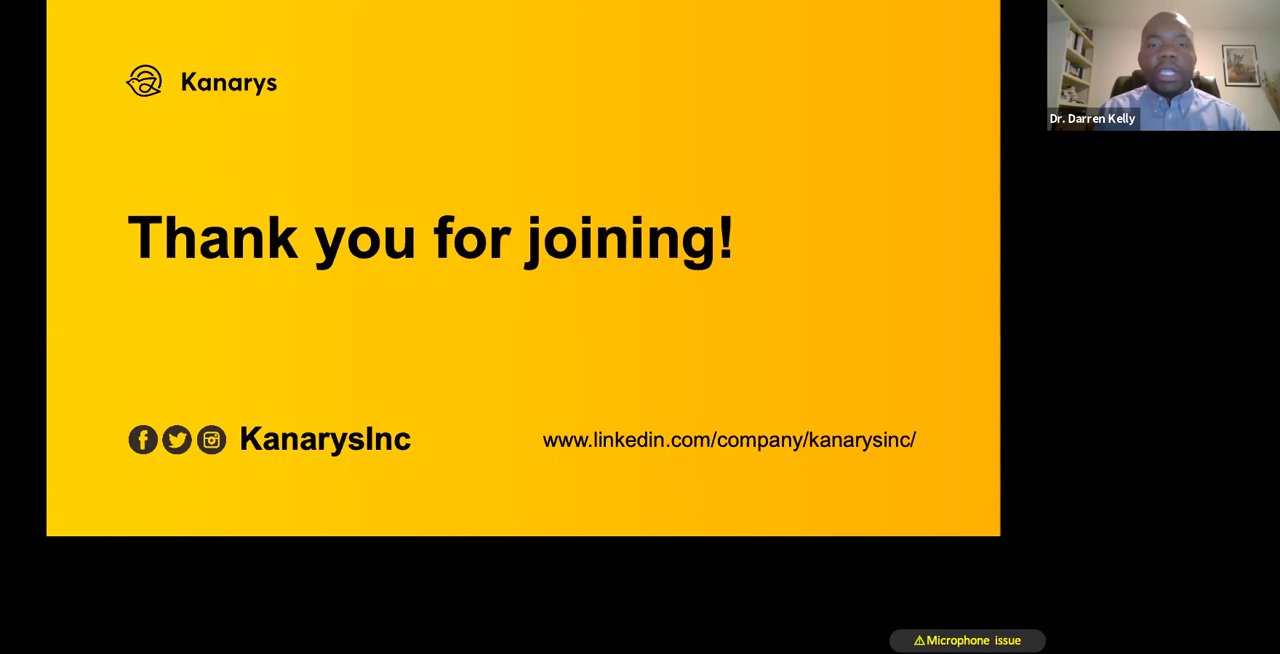 Kanarys
Dr. Darren Kelly
Thank you for joining!
KanarysInc
www.linkedin.com/company/kanarysinc/
⚠Microphone issue